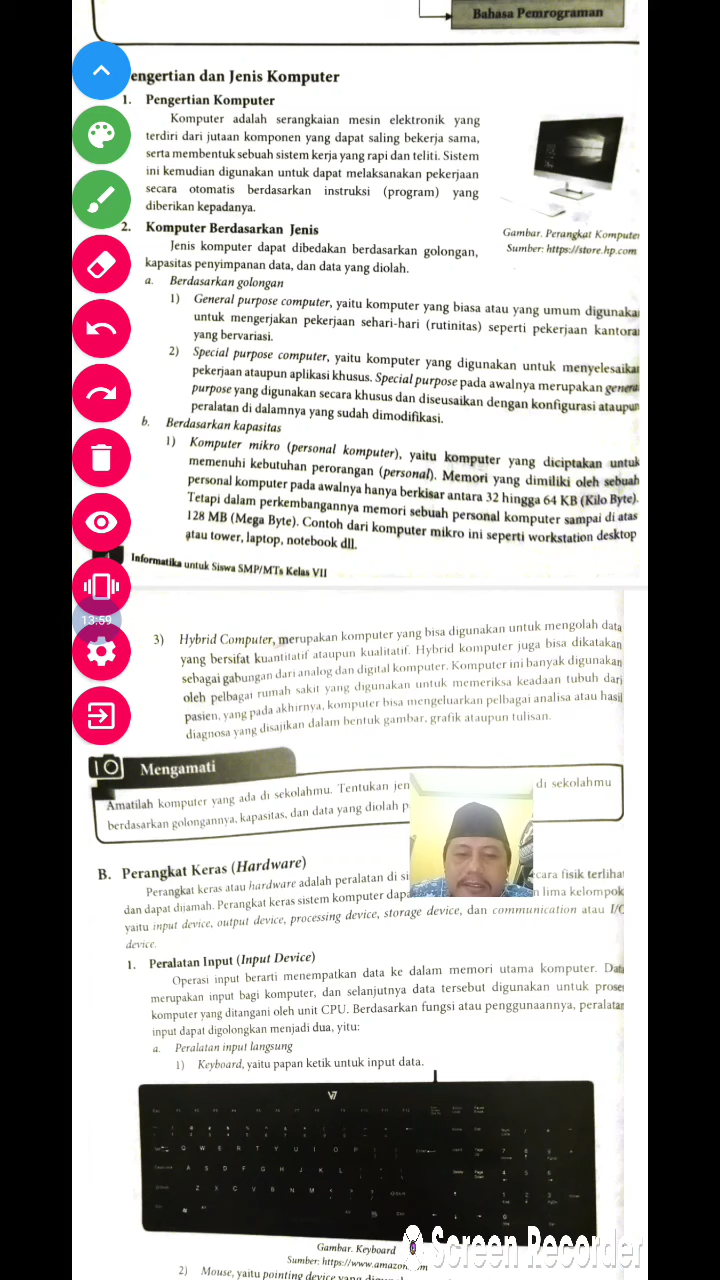 Bahasa Pemrograman
engertian dan Jenis Komputer
1. Pengertian Komputer
Komputer adalah serangkaian mesin elektronik yang
terdiri dari jutaan komponen yang dapat saling bekerja sama,
serta membentuk sebuah sistem kerja yang rapi dan teliti. Sistem
ini kemudian digunakan untuk dapat melaksanakan pekerjaan
secara otomatis berdasarkan instruksi (program) yang
diberikan kepadanya.
Gambar. Perangkat Komputer
Sumber: https://store.hp.com
2. Komputer Berdasarkan Jenis
Jenis komputer dapat dibedakan berdasarkan golongan,
kapasitas penyimpanan data, dan data yang diolah.
a. Berdasarkan golongan
1) General purpose computer, yaitu komputer yang biasa atau yang umum digunaka
untuk mengerjakan pekerjaan sehari-hari (rutinitas) seperti pekerjaan kantora
yang bervariasi.
2) Special purpose computer, yaitu komputer yang digunakan untuk menyelesaikan
pekerjaan ataupun aplikasi khusus. Special purpose pada awalnya merupakan genera
purpose yang digunakan secara khusus dan diseusaikan dengan konfigurasi ataupun
peralatan di dalamnya yang sudah dimodifikasi.
b. Berdasarkan kapasitas
1) Komputer mikro (personal komputer), yaitu komputer yang diciptakan untuk
memenuhi kebutuhan perorangan (personal). Memori yang dimiliki oleh sebuah
personal komputer pada awalnya hanya berkisar antara 32 hingga 64 KB (Kilo Byte).
Tetapi dalam perkembangannya memori sebuah personal komputer sampai di atas
128 MB (Mega Byte). Contoh dari komputer mikro ini seperti workstation desktop
atau tower, laptop, notebook dll.
4 Informatika untuk Siswa SMP/MTs Kelas VII
13:59
3) Hybrid Computer, merupakan komputer yang bisa digunakan untuk mengolah data
yang bersifat kuantitatif ataupun kualitatif. Hybrid komputer juga bisa dikatakan
sebagai gabungan dari analog dan digital komputer. Komputer ini banyak digunakan
oleh pelbagai rumah sakit yang digunakan untuk memeriksa keadaan tubuh dari
pasien, yang pada akhirnya, komputer bisa mengeluarkan pelbagai analisa atau hasil
diagnosa yang disajikan dalam bentuk gambar, grafik ataupun tulisan.
Mengamati
Amatilah komputer yang ada di sekolahmu. Tentukan jen di sekolahmu
berdasarkan golongannya, kapasitas, dan data yang diolah p
B. Perangkat Keras (Hardware)
Perangkat keras atau hardware adalah peralatan di si cara fisik terlihat
dan dapat dijamah. Perangkat keras sistem komputer dapa n lima kelompok
yaitu input device, output device, processing device, storage device, dan communication atau I/O
device.
1. Peralatan Input (Input Device)
Operasi input berarti menempatkan data ke dalam memori utama komputer. Data
merupakan input bagi komputer, dan selanjutnya data tersebut digunakan untuk proses
komputer yang ditangani oleh unit CPU. Berdasarkan fungsi atau penggunaannya, peralatan
input dapat digolongkan menjadi dua, yitu:
a. Peralatan input langsung
1) Keyboard, yaitu papan ketik untuk input data.
V7
Q W E R T Y U I O P
A S D F G H J K L
Z X C V B N M
Gambar. Keyboard
Sumber: https://www.amazon. m
Screen Recorder
2) Mouse, yaitu pointing device yang